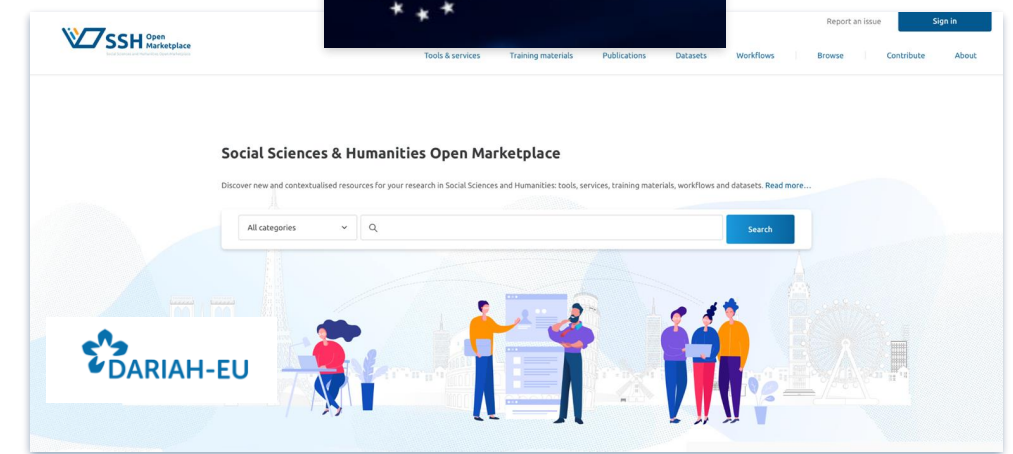 Report an issue
Sign in
SSH Open Marketplace
Tools & services
Training materials
Publications
Datasets
Workflows
Browse
Contribute
About
Social Sciences & Humanities Open Marketplace
Discover new and contextualised resources for your research in Social Sciences and Humanities: tools, services, training materials, workflows and datasets. Read more...
All categories
Search
DARIAH-EU